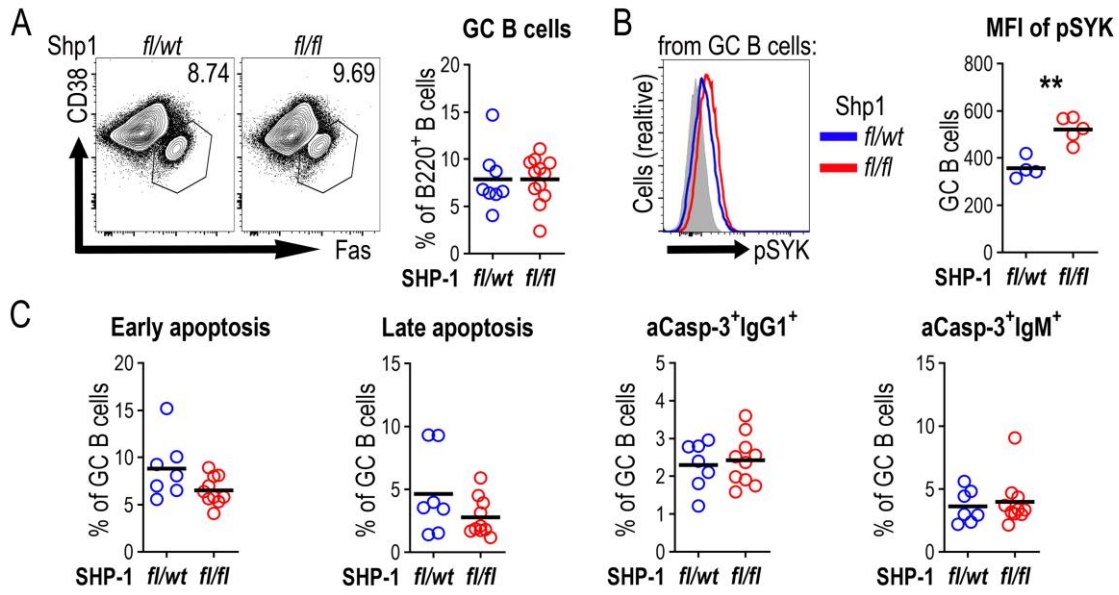 A
Shp1 fl/wt fl/fl
8.74 9.69
CD38
Fas
GC B cells
% of B220+ B cells
20
15
10
5
0
SHP-1 fl/wt fl/fl
B
from GC B cells:
Cells (realtive)
pSYK
Shp1
fl/wt
fl/fl
MFI of pSYK
**
GC B cells
800
600
400
200
0
SHP-1 fl/wt fl/fl
C
Early apoptosis
% of GC B cells
20
15
10
5
0
SHP-1 fl/wt fl/fl
Late apoptosis
% of GC B cells
15
10
5
0
SHP-1 fl/wt fl/fl
aCasp-3+IgG1+
% of GC B cells
5
4
3
2
1
0
SHP-1 fl/wt fl/fl
aCasp-3+IgM+
% of GC B cells
15
10
5
0
SHP-1 fl/wt fl/fl